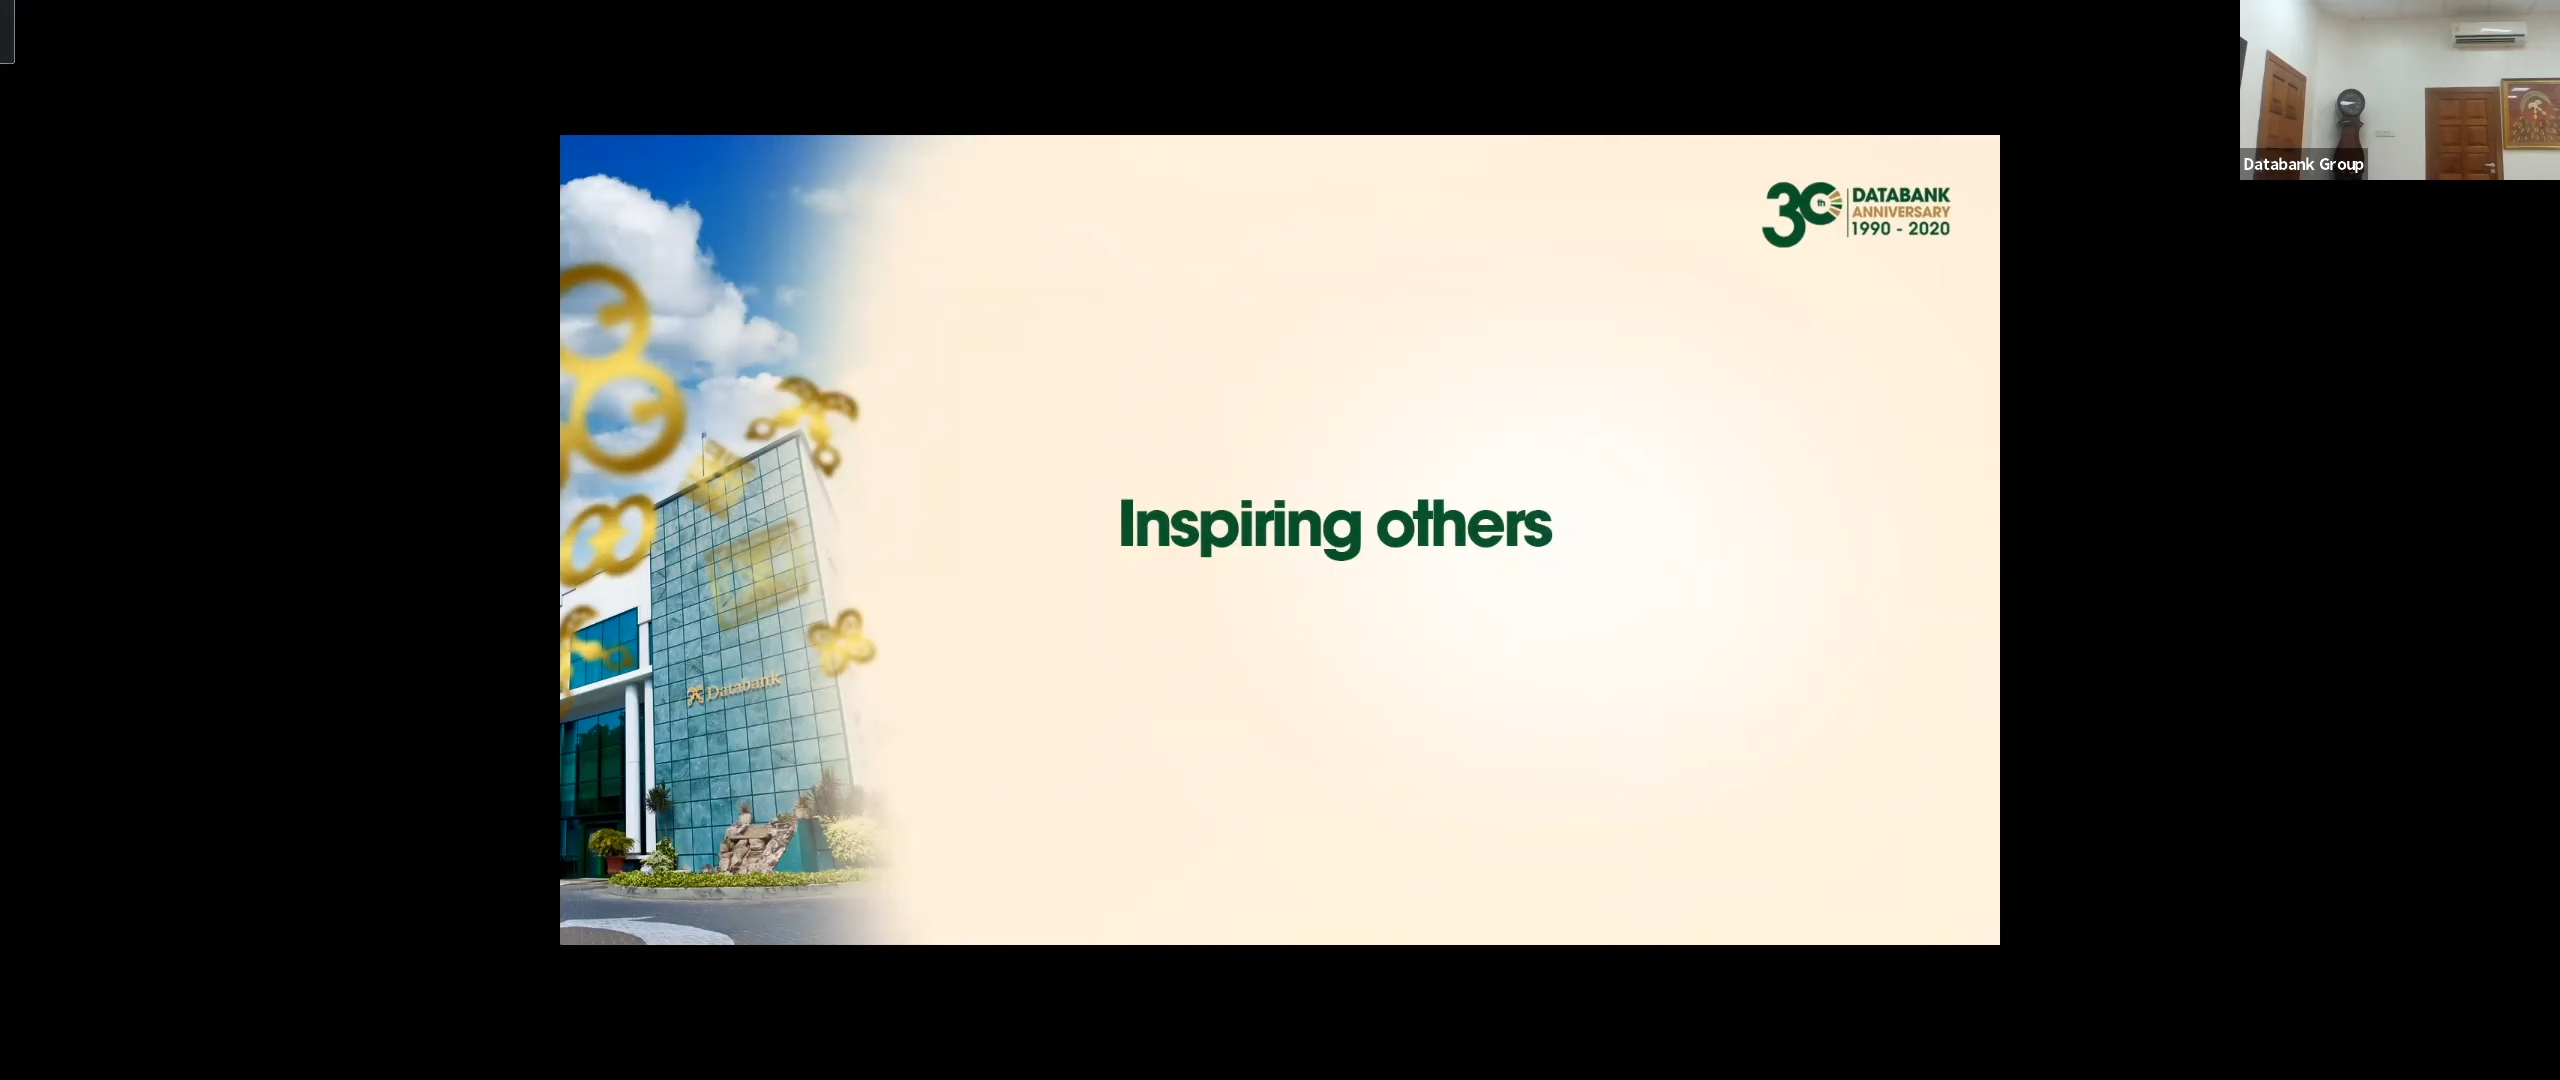 30th
DATABANK
ANNIVERSARY
1990 - 2020
Databank Group
Inspiring others
Databank